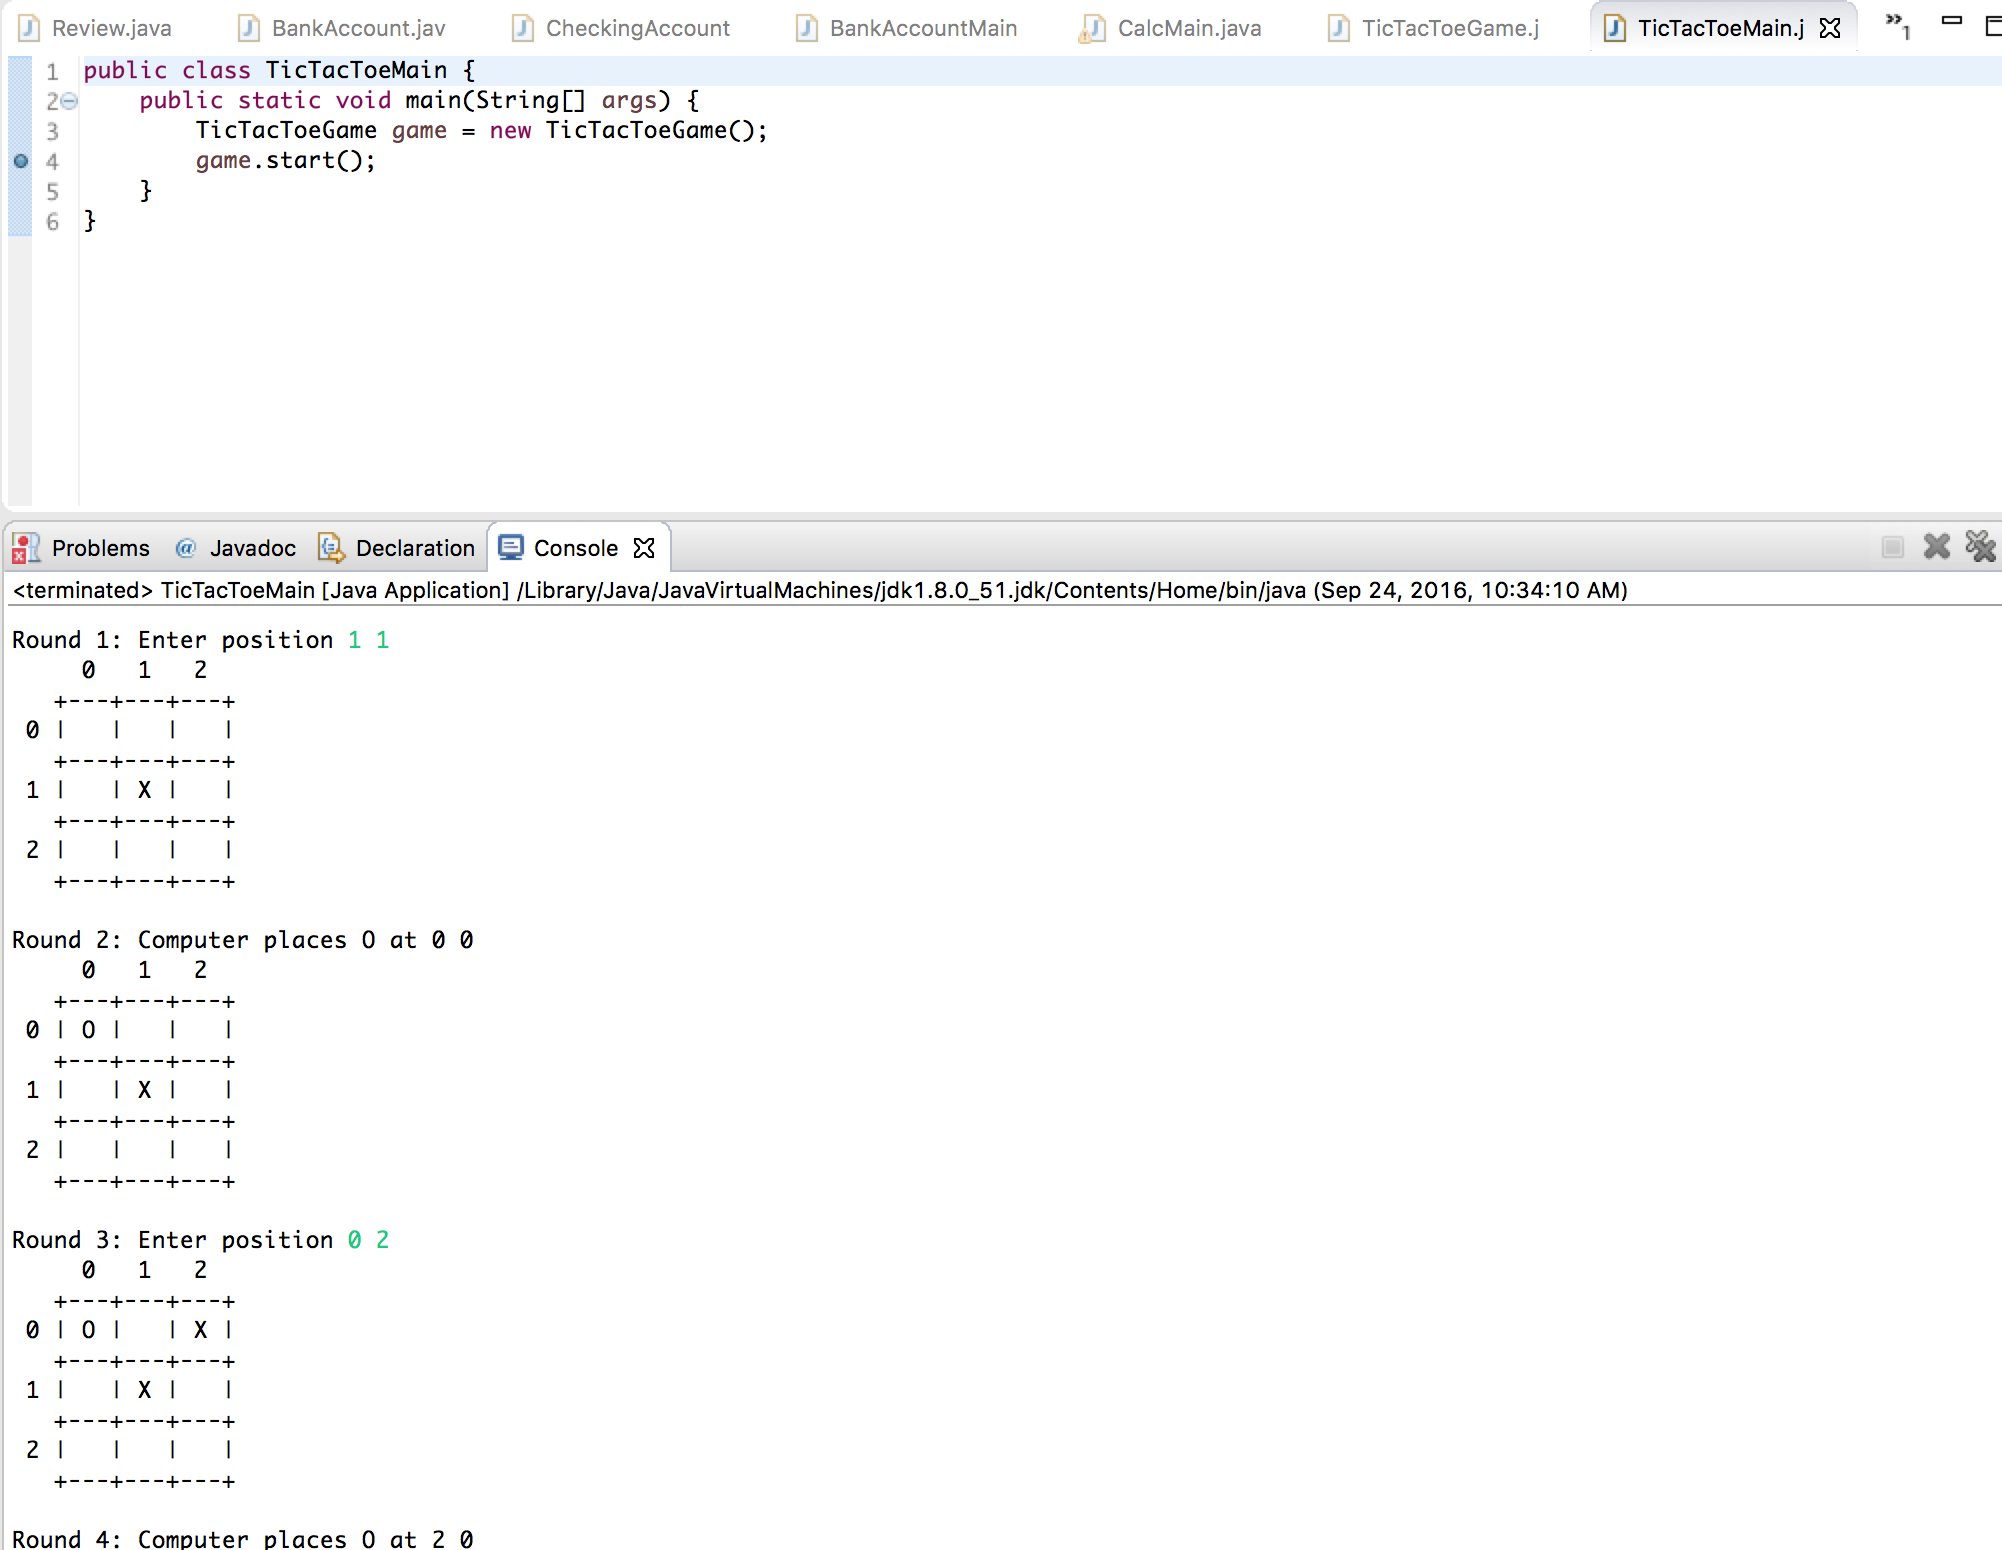 Review.java BankAccount.jav CheckingAccount BankAccountMain CalcMain.java TicTacToeGame.j TicTacToeMain.j »1
1 public class TicTacToeMain {
2     public static void main(String[] args) {
3         TicTacToeGame game = new TicTacToeGame();
4         game.start();
5     }
6 }
Problems @ Javadoc Declaration Console
<terminated> TicTacToeMain [Java Application] /Library/Java/JavaVirtualMachines/jdk1.8.0_51.jdk/Contents/Home/bin/java (Sep 24, 2016, 10:34:10 AM)
Round 1: Enter position 1 1
     0   1   2
   +---+---+---+
 0 |   |   |   |
   +---+---+---+
 1 |   | X |   |
   +---+---+---+
 2 |   |   |   |
   +---+---+---+
Round 2: Computer places O at 0 0
     0   1   2
   +---+---+---+
 0 | O |   |   |
   +---+---+---+
 1 |   | X |   |
   +---+---+---+
 2 |   |   |   |
   +---+---+---+
Round 3: Enter position 0 2
     0   1   2
   +---+---+---+
 0 | O |   | X |
   +---+---+---+
 1 |   | X |   |
   +---+---+---+
 2 |   |   |   |
   +---+---+---+
Round 4: Computer places O at 2 0